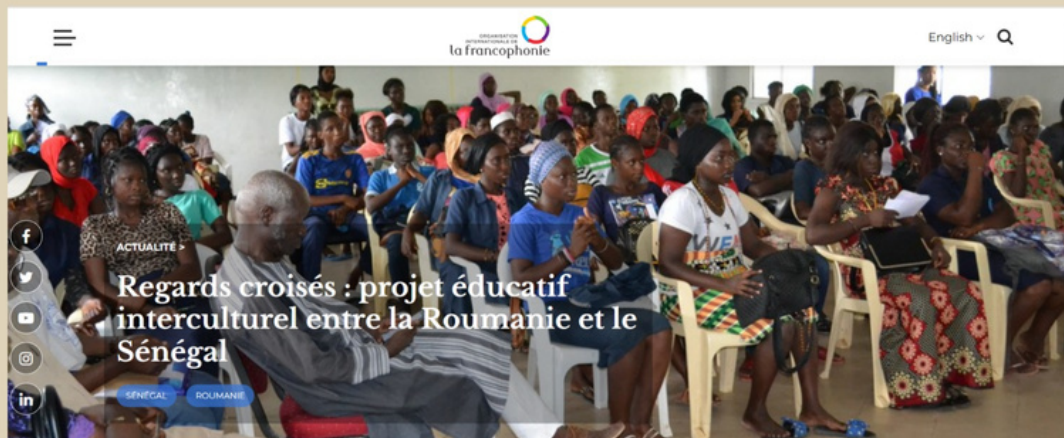 ORGANISATION
INTERNATIONALE DE
la francophonie
English
ACTUALITÉ >
Regards croisés : projet éducatif
interculturel entre la Roumanie et le
Sénégal
SÉNÉGAL ROUMANIE